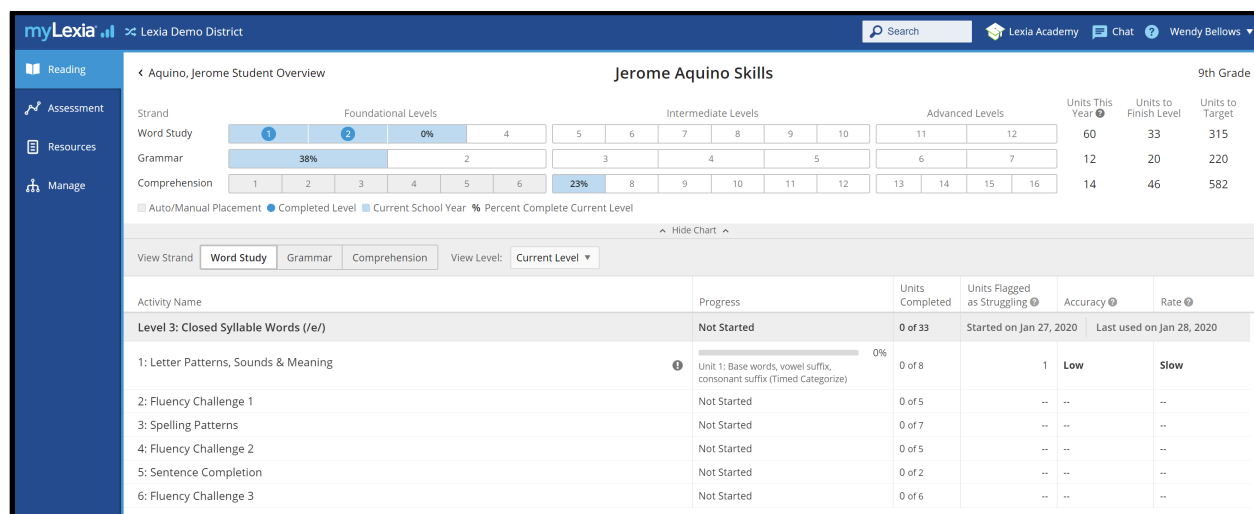 myLexia Lexia Demo District Search Lexia Academy Chat ? Wendy Bellows ▼
Reading
Assessment
Resources
Manage
‹ Aquino, Jerome Student Overview Jerome Aquino Skills 9th Grade
Strand Foundational Levels Intermediate Levels Advanced Levels Units This Year ? Units to Finish Level Units to Target
Word Study 1 2 0% 4 5 6 7 8 9 10 11 12 60 33 315
Grammar 38% 2 3 4 5 6 7 12 20 220
Comprehension 1 2 3 4 5 6 23% 8 9 10 11 12 13 14 15 16 14 46 582
Auto/Manual Placement Completed Level Current School Year % Percent Complete Current Level
Hide Chart
View Strand Word Study Grammar Comprehension View Level: Current Level ▼
Activity Name Progress Units Completed Units Flagged as Struggling ? Accuracy ? Rate ?
Level 3: Closed Syllable Words (/e/) Not Started 0 of 33 Started on Jan 27, 2020 Last used on Jan 28, 2020
1: Letter Patterns, Sounds & Meaning ! 0% 0 of 8 1 Low Slow
Unit 1: Base words, vowel suffix,
consonant suffix (Timed Categorize)
2: Fluency Challenge 1 Not Started 0 of 5 -- -- --
3: Spelling Patterns Not Started 0 of 7 -- -- --
4: Fluency Challenge 2 Not Started 0 of 5 -- -- --
5: Sentence Completion Not Started 0 of 2 -- -- --
6: Fluency Challenge 3 Not Started 0 of 6 -- -- --